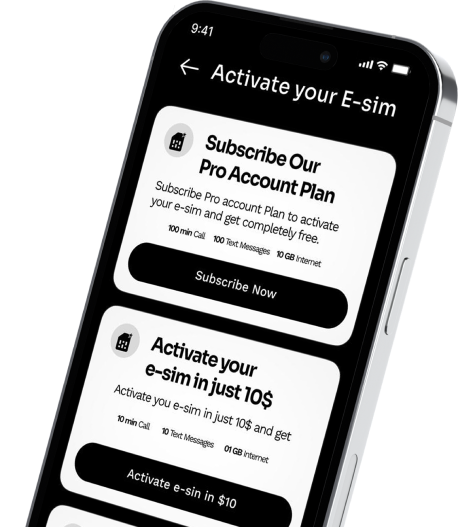 9:41
Activate your E-sim
Subscribe Our
Pro Account Plan
Subscribe Pro account Plan to activate
your e-sim and get completely free.
100 min Call 100 Text Messages 10 GB Internet
Subscribe Now
Activate your
e-sim in just 10$
Activate you e-sim in just 10$ and get
10 min Call 10 Text Messages 01 GB Internet
Activate e-sin in $10